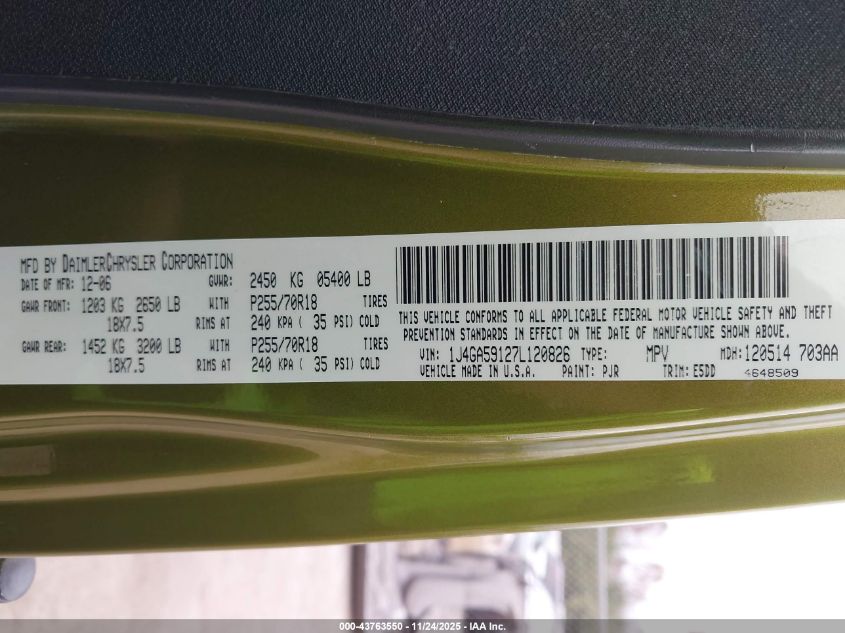 MFD BY DAIMLERCHRYSLER CORPORATION
DATE OF MFR: 12-06 GVWR: 2450 KG 05400 LB
GAWR FRONT: 1203 KG 2650 LB WITH P255/70R18 TIRES
18X7.5 RIMS AT 240 KPA ( 35 PSI) COLD
GAWR REAR: 1452 KG 3200 LB WITH P255/70R18 TIRES
18X7.5 RIMS AT 240 KPA ( 35 PSI) COLD
THIS VEHICLE CONFORMS TO ALL APPLICABLE FEDERAL MOTOR VEHICLE SAFETY AND THEFT
PREVENTION STANDARDS IN EFFECT ON THE DATE OF MANUFACTURE SHOWN ABOVE.
VIN: 1J4GA59127L120826 TYPE: MPV MDH: 120514 703AA
VEHICLE MADE IN U.S.A. PAINT: PJR TRIM: E5DD 4648509
000-43763550 - 11/24/2025 - IAA Inc.